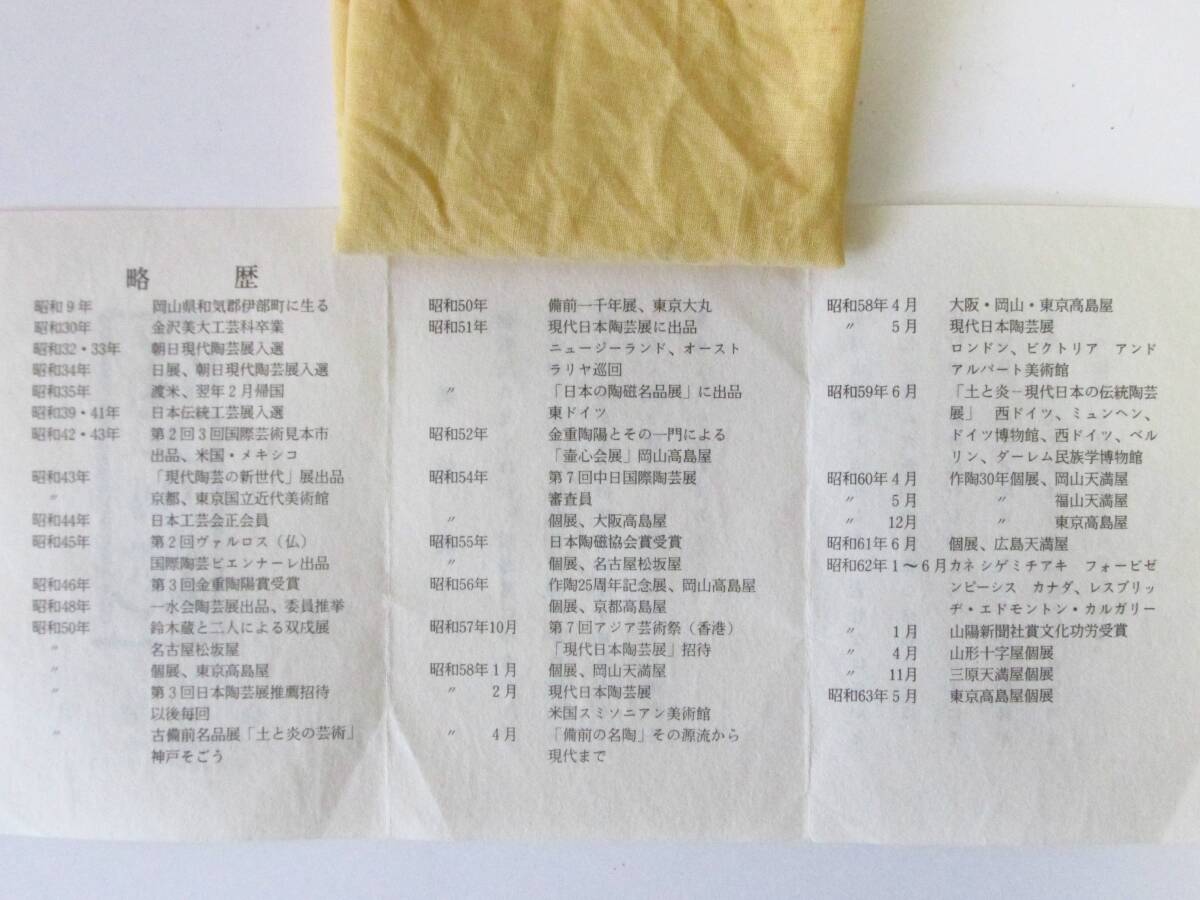 略 歴
昭和9年 岡山県和気郡伊部町に生る
昭和30年 金沢美大工芸科卒業
昭和32・33年 朝日現代陶芸展入選
昭和34年 日展、朝日現代陶芸展入選
昭和35年 渡米、翌年2月帰国
昭和39・41年 日本伝統工芸展入選
昭和42・43年 第2回3回国際芸術見本市
出品、米国・メキシコ
昭和43年 「現代陶芸の新世代」展出品
〃 京都、東京国立近代美術館
昭和44年 日本工芸会正会員
昭和45年 第2回ヴァルロス（仏）
国際陶芸ビエンナーレ出品
昭和46年 第3回金重陶陽賞受賞
昭和48年 一水会陶芸展出品、委員推挙
昭和50年 鈴木蔵と二人による双戌展
〃 名古屋松坂屋
〃 個展、東京高島屋
〃 第3回日本陶芸展推薦招待
以後毎回
〃 古備前名品展「土と炎の芸術」
神戸そごう
昭和50年 備前一千年展、東京大丸
昭和51年 現代日本陶芸展に出品
ニュージーランド、オースト
ラリヤ巡回
〃 「日本の陶磁名品展」に出品
東ドイツ
昭和52年 金重陶陽とその一門による
「壷心会展」岡山高島屋
昭和54年 第7回中日国際陶芸展
審査員
〃 個展、大阪高島屋
昭和55年 日本陶磁協会賞受賞
〃 個展、名古屋松坂屋
昭和56年 作陶25周年記念展、岡山高島屋
個展、京都高島屋
昭和57年10月 第7回アジア芸術祭（香港）
「現代日本陶芸展」招待
昭和58年1月 個展、岡山天満屋
〃 2月 現代日本陶芸展
米国スミソニアン美術館
〃 4月 「備前の名陶」その源流から
現代まで
昭和58年4月 大阪・岡山・東京高島屋
〃 5月 現代日本陶芸展
ロンドン、ビクトリア アンド
アルバート美術館
昭和59年6月 「土と炎－現代日本の伝統陶芸
展」 西ドイツ、ミュンヘン、
ドイツ博物館、西ドイツ、ベル
リン、ダーレム民族学博物館
昭和60年4月 作陶30年個展、岡山天満屋
〃 5月 〃 福山天満屋
〃 12月 〃 東京高島屋
昭和61年6月 個展、広島天満屋
昭和62年1～6月 カネシゲミチアキ フォービゼ
ンピーシス カナダ、レスブリッ
ヂ・エドモントン・カルガリー
〃 1月 山陽新聞社賞文化功労受賞
〃 4月 山形十字屋個展
〃 11月 三原天満屋個展
昭和63年5月 東京高島屋個展